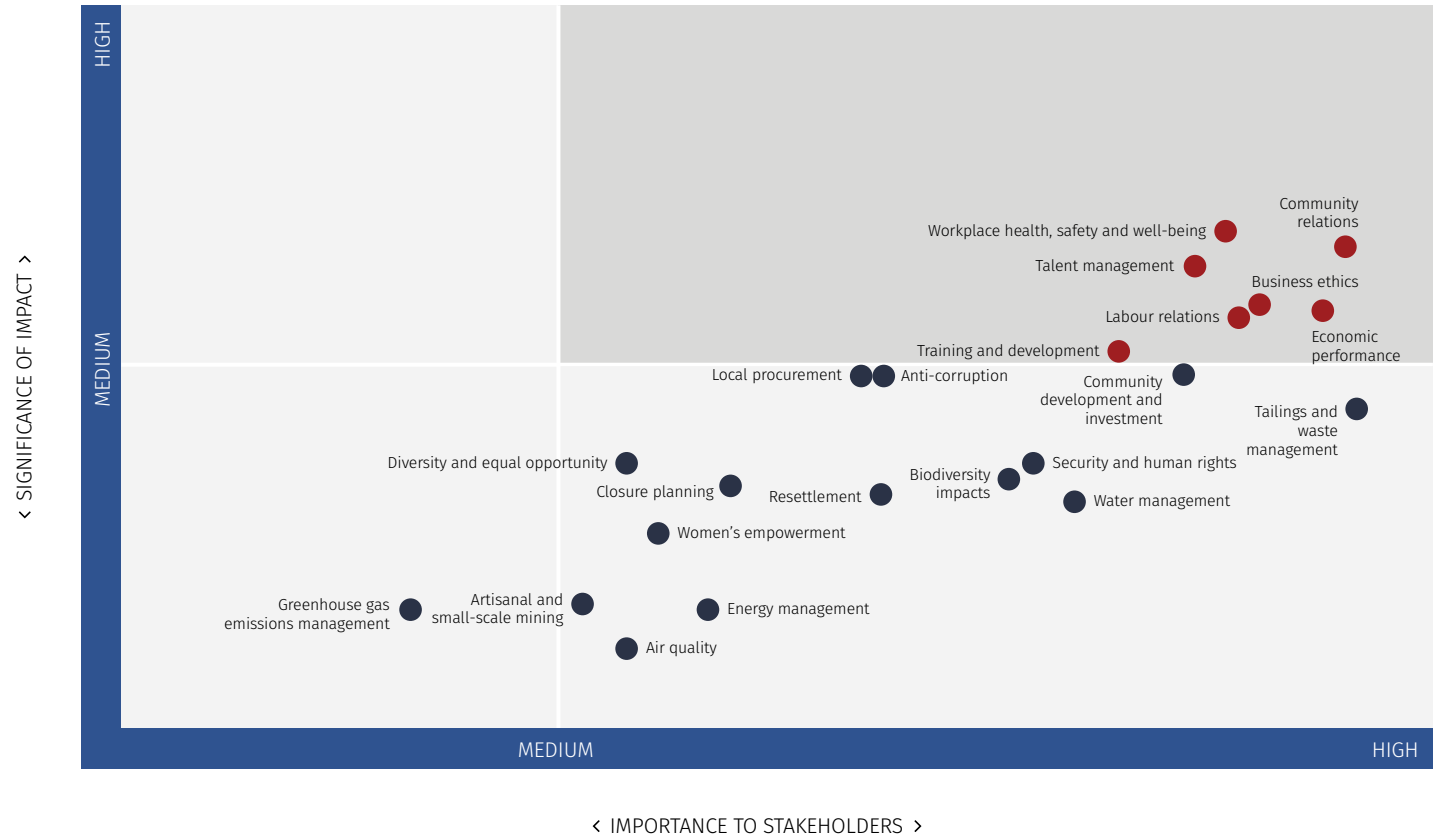 HIGH
MEDIUM
< SIGNIFICANCE OF IMPACT >
Community
relations
Workplace health, safety and well-being
Talent management
Business ethics
Labour relations
Economic
performance
Training and development
Local procurement
Anti-corruption
Community
development and
investment
Tailings and
waste
management
Diversity and equal opportunity
Closure planning
Resettlement
Biodiversity
impacts
Security and human rights
Water management
Women’s empowerment
Greenhouse gas
emissions management
Artisanal and
small-scale mining
Energy management
Air quality
MEDIUM
HIGH
< IMPORTANCE TO STAKEHOLDERS >